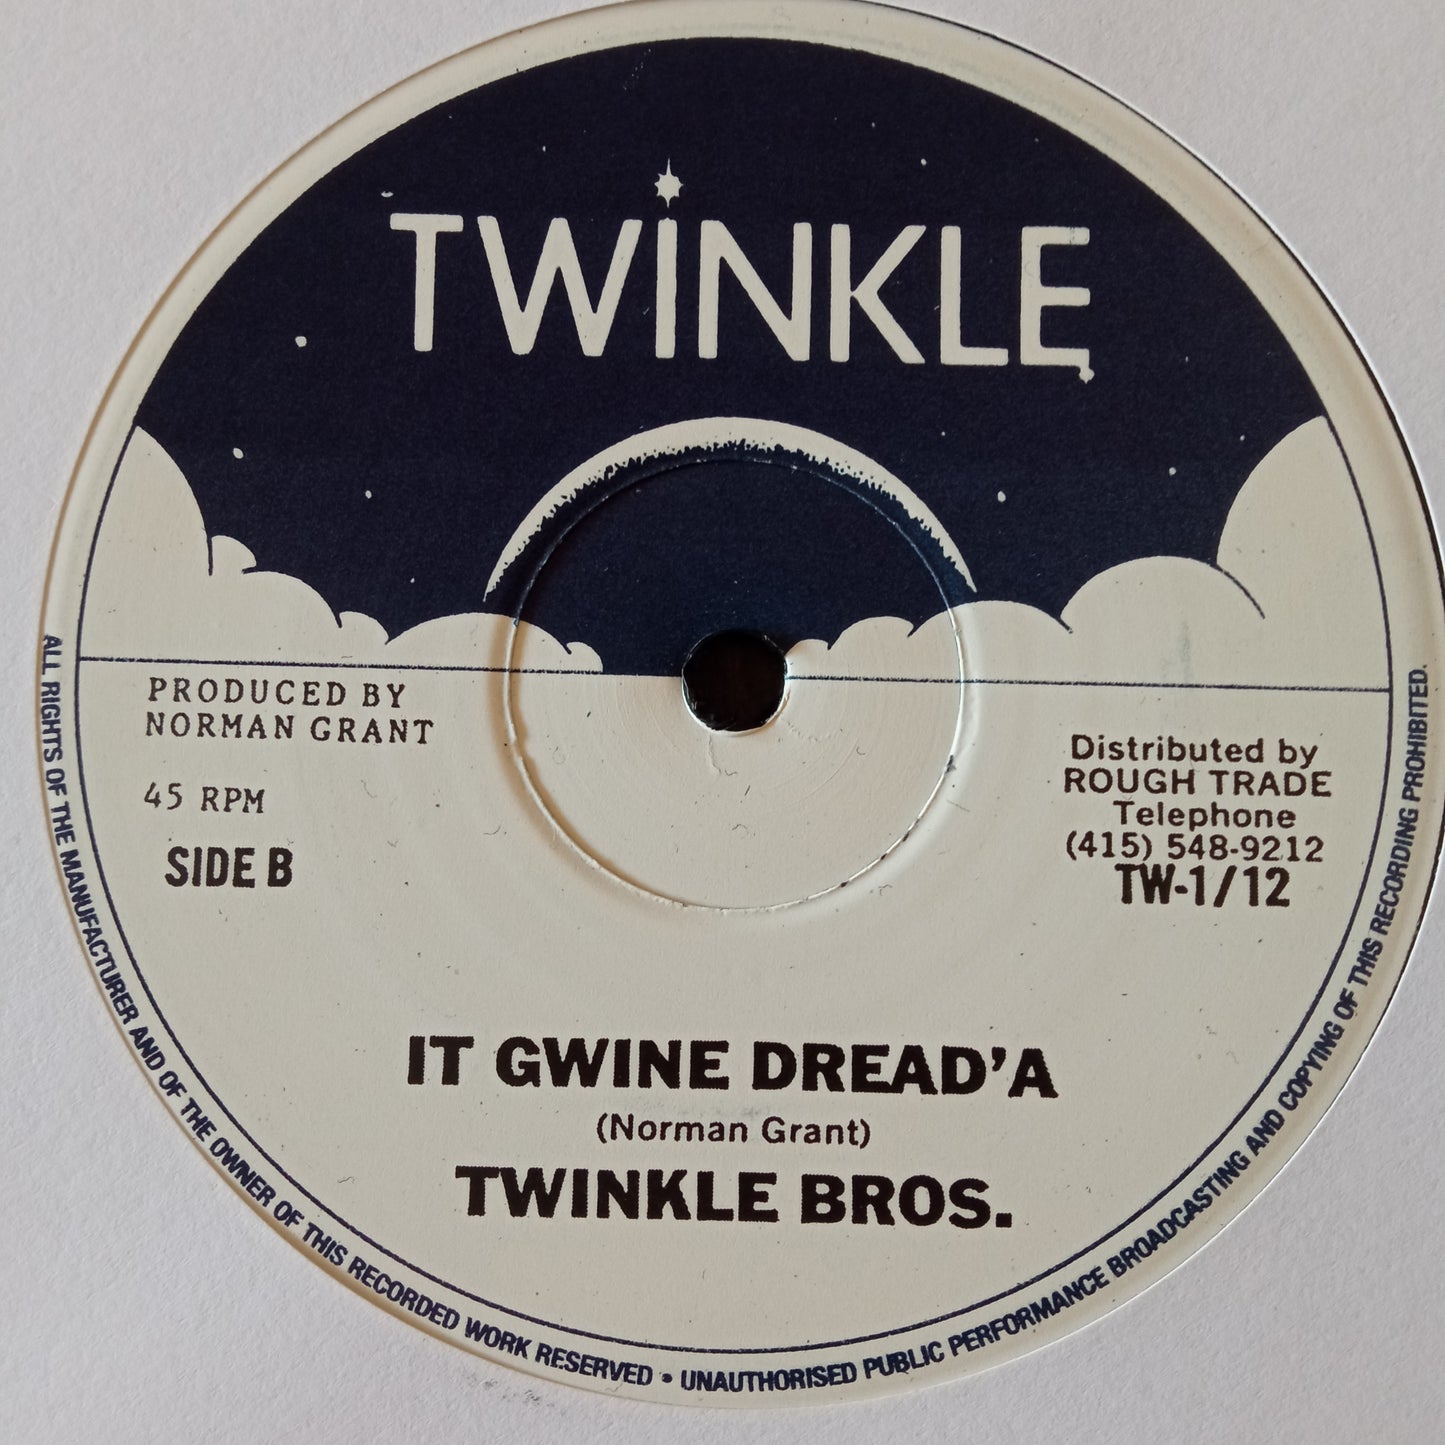 TWiNKLE
PRODUCED BY
NORMAN GRANT
45 RPM
SIDE B
Distributed by
ROUGH TRADE
Telephone
(415) 548-9212
TW-1/12
IT GWINE DREAD'A
(Norman Grant)
TWINKLE BROS.
ALL RIGHTS OF THE MANUFACTURER AND OF THE OWNER OF THIS RECORDED WORK RESERVED • UNAUTHORISED PUBLIC PERFORMANCE BROADCASTING AND COPYING OF THIS RECORDING PROHIBITED.